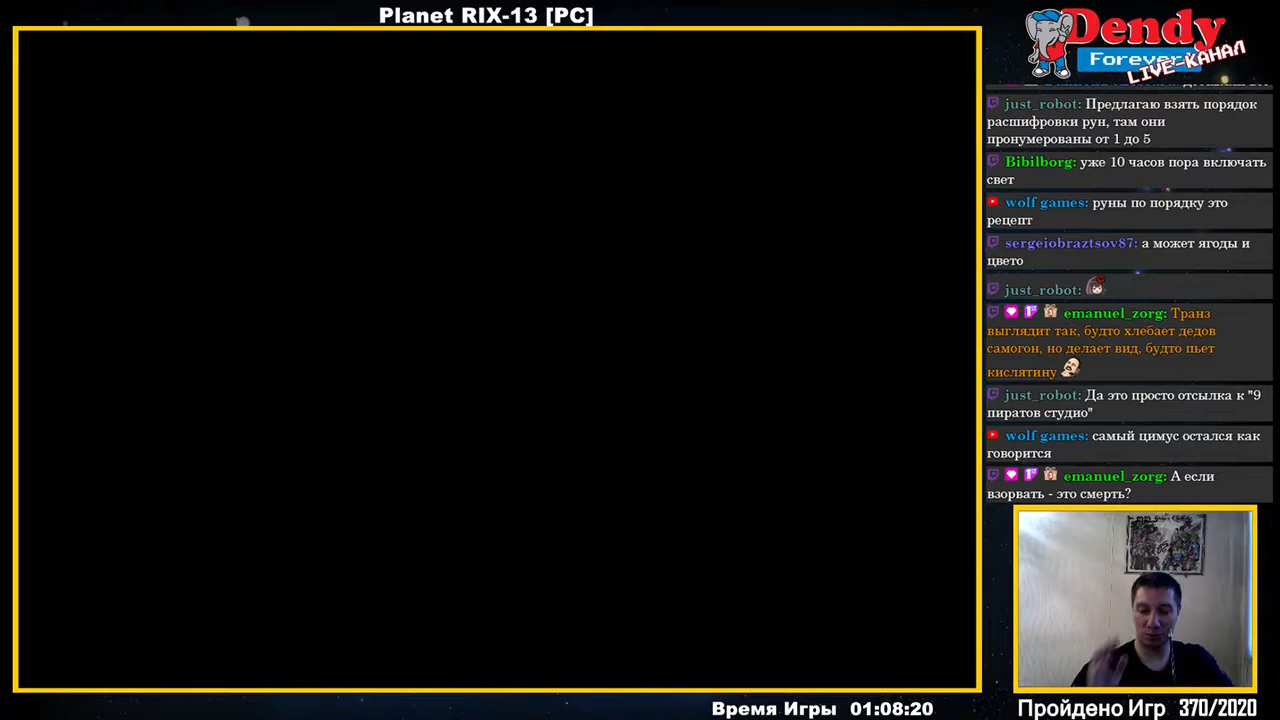 Planet RIX-13 [PC]
Dendy
Forever
LIVE-КАНАЛ
just_robot: Предлагаю взять порядок
расшифровки рун, там они
пронумерованы от 1 до 5
Bibilborg: уже 10 часов пора включать
свет
wolf games: руны по порядку это
рецепт
sergeiobraztsov87: а может ягоды и
цвето
just_robot:
emanuel_zorg: Транз
выглядит так, будто хлебает дедов
самогон, но делает вид, будто пьет
кислятину
just_robot: Да это просто отсылка к "9
пиратов студио"
wolf games: самый цимус остался как
говорится
emanuel_zorg: А если
взорвать - это смерть?
Время Игры 01:08:20
Пройдено Игр 370/2020